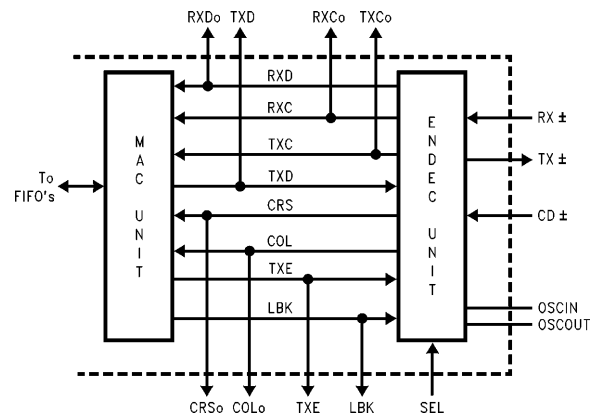 RXDo TXD RXCo TXCo
RXD
RXC
TXC
TXD
CRS
COL
TXE
LBK
MAC UNIT
ENDEC UNIT
To
FIFO's
RX ±
TX ±
CD ±
OSCIN
OSCOUT
CRSo COLo TXE LBK SEL